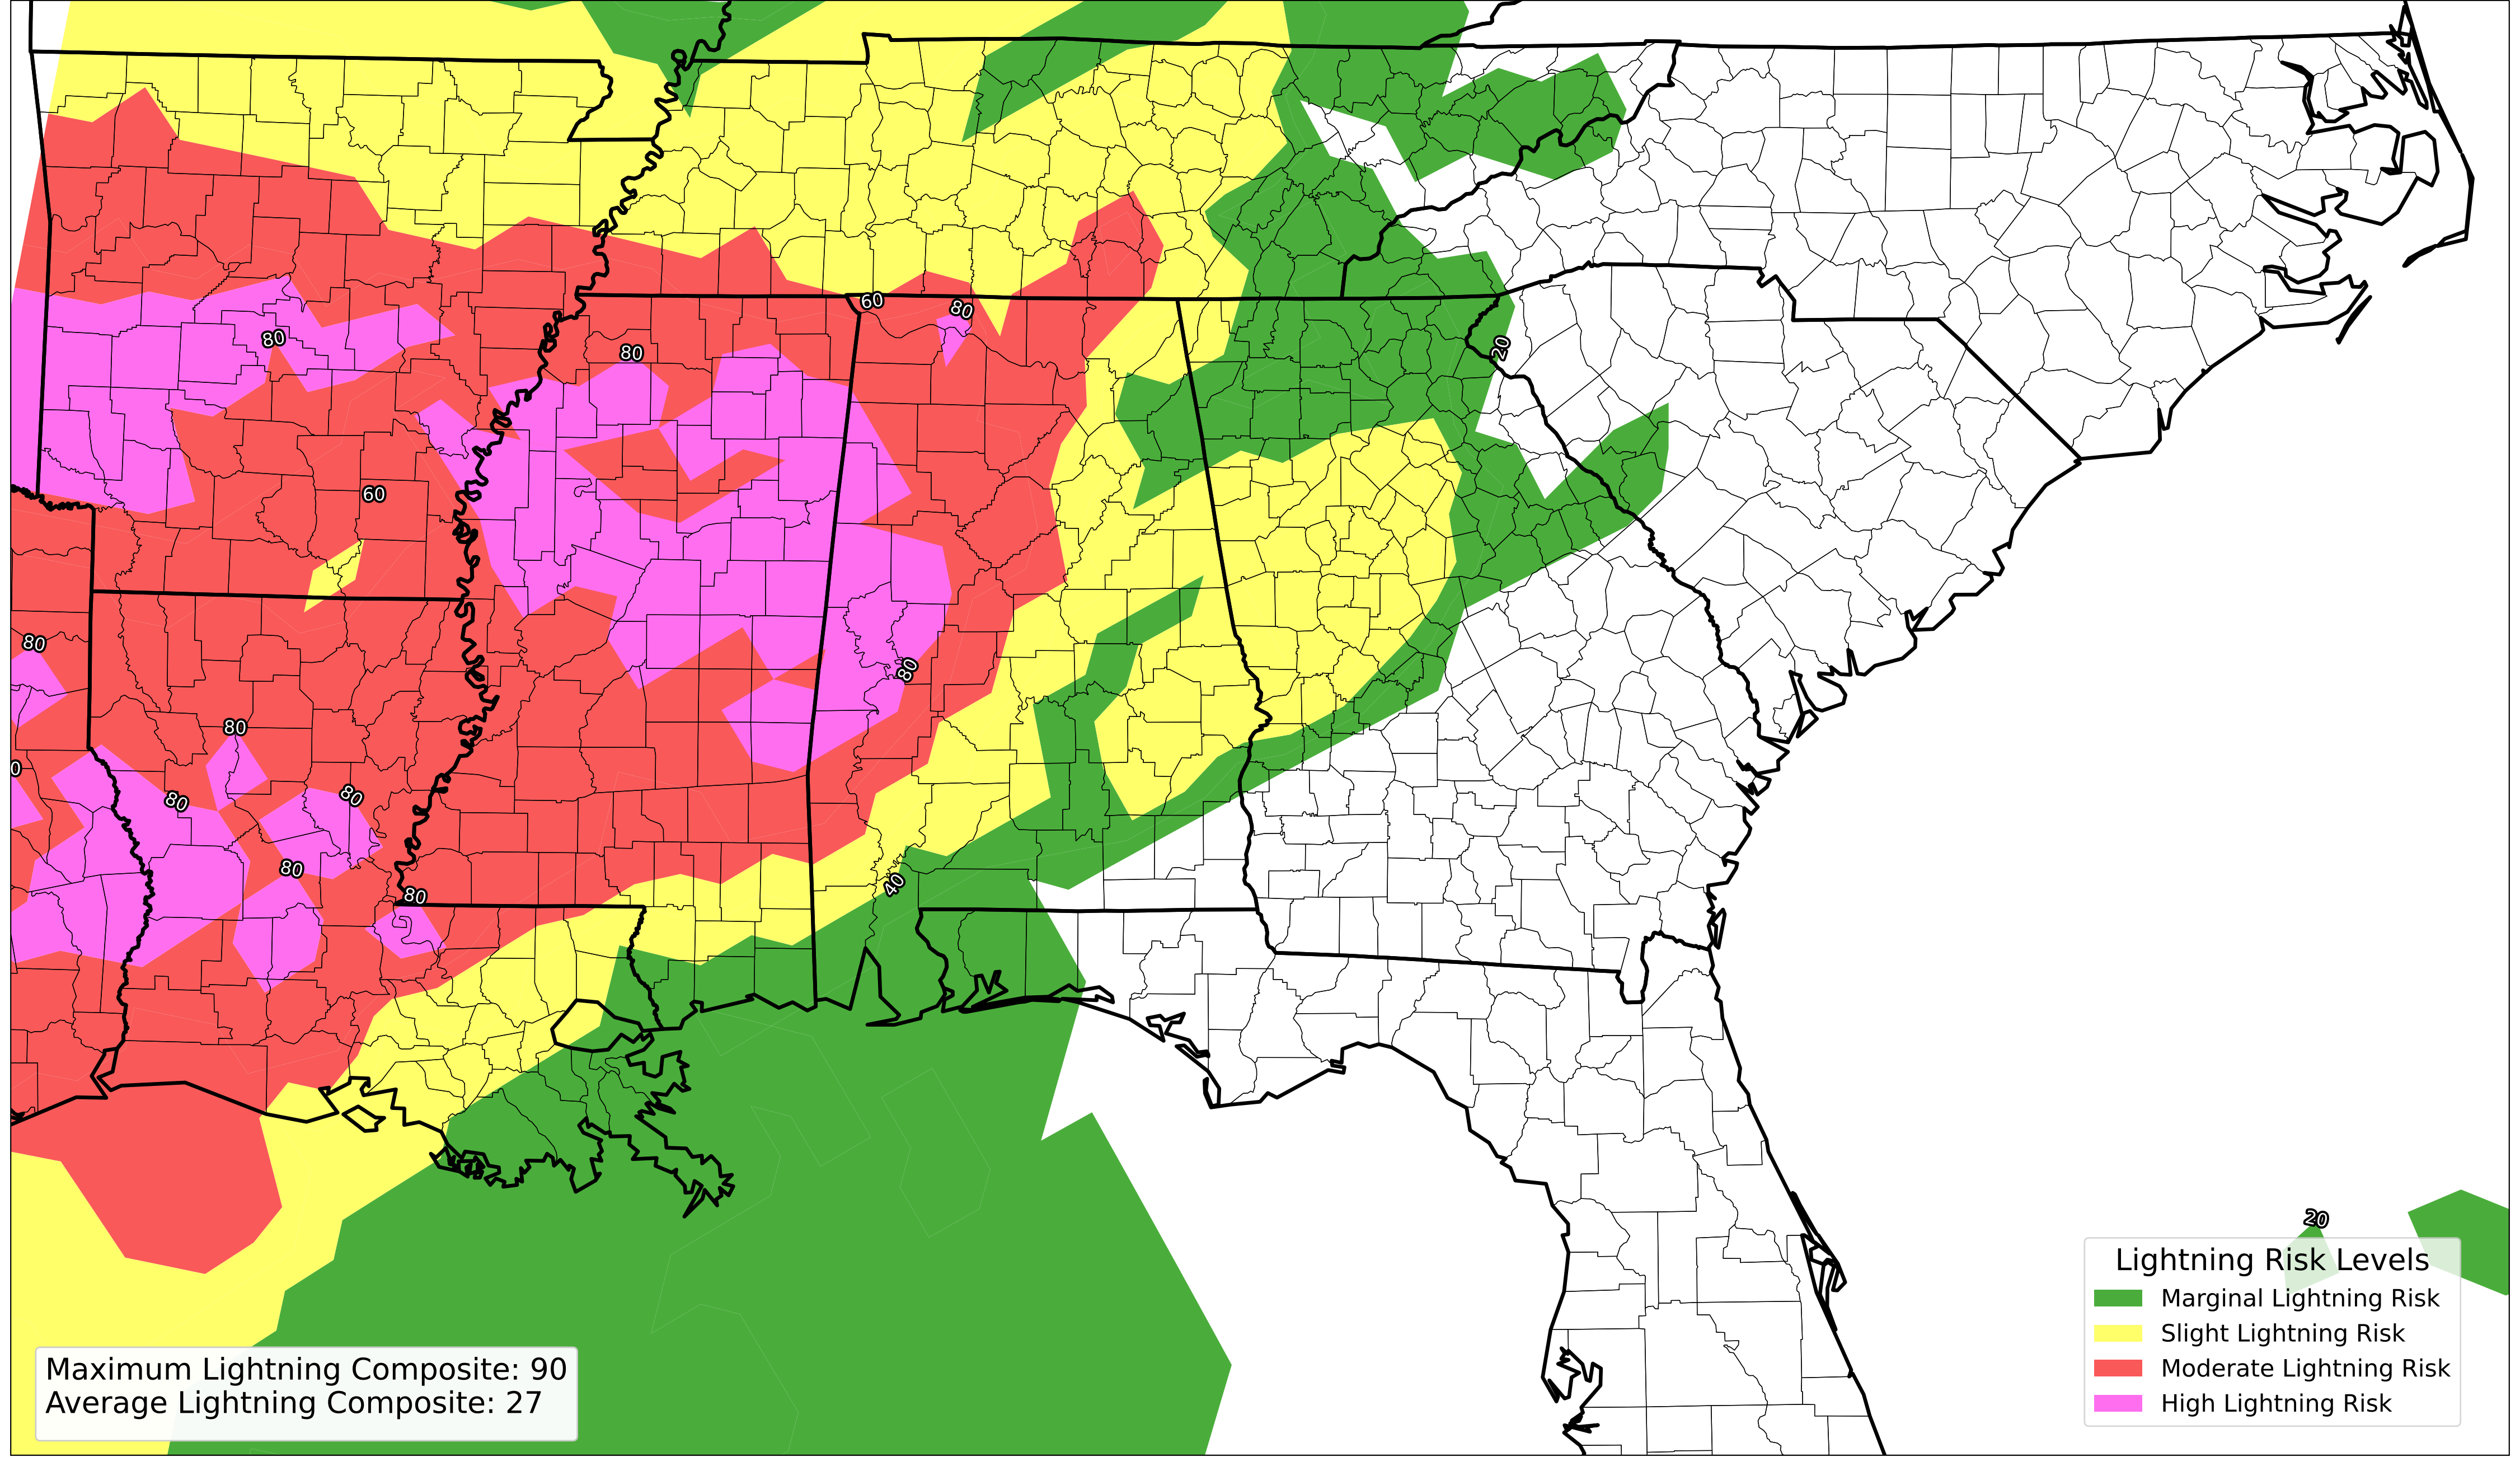 60
80
80
80
20
60
80
80
80
0
80
80
80
40
80
20
Lightning Risk Levels
Marginal Lightning Risk
Slight Lightning Risk
Moderate Lightning Risk
High Lightning Risk
Maximum Lightning Composite: 90
Average Lightning Composite: 27